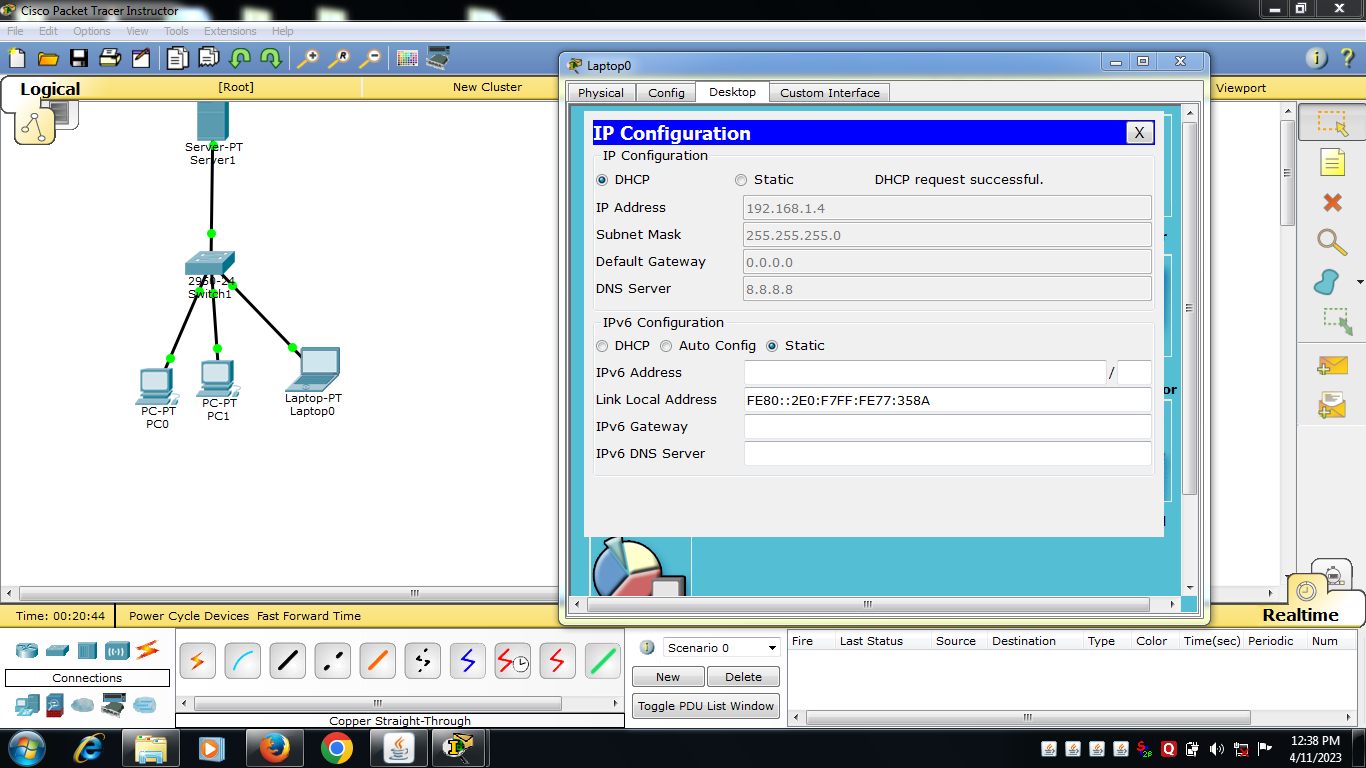 Cisco Packet Tracer Instructor
File Edit Options View Tools Extensions Help
Logical
[Root]
New Cluster
Viewport
Server-PT
Server1
2950-24
Switch1
PC-PT
PC0
PC-PT
PC1
Laptop-PT
Laptop0
Laptop0
Physical Config Desktop Custom Interface
IP Configuration
X
IP Configuration
DHCP Static DHCP request successful.
IP Address 192.168.1.4
Subnet Mask 255.255.255.0
Default Gateway 0.0.0.0
DNS Server 8.8.8.8
IPv6 Configuration
DHCP Auto Config Static
IPv6 Address /
Link Local Address FE80::2E0:F7FF:FE77:358A
IPv6 Gateway
IPv6 DNS Server
Time: 00:20:44 Power Cycle Devices Fast Forward Time
Realtime
Connections
Copper Straight-Through
Scenario 0
New Delete
Toggle PDU List Window
Fire Last Status Source Destination Type Color Time(sec) Periodic Num
12:38 PM
4/11/2023